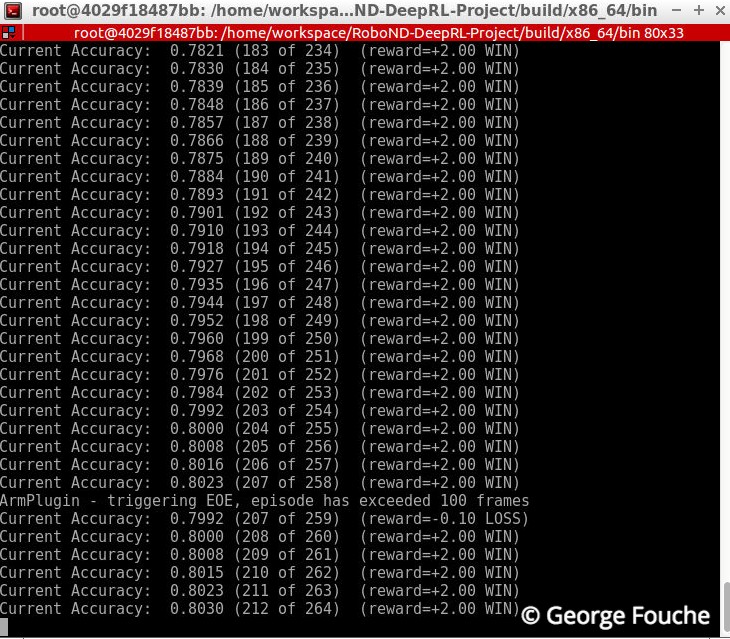 root@4029f18487bb: /home/workspa...ND-DeepRL-Project/build/x86_64/bin
root@4029f18487bb: /home/workspace/RoboND-DeepRL-Project/build/x86_64/bin 80x33
Current Accuracy:  0.7821 (183 of 234)  (reward=+2.00 WIN)
Current Accuracy:  0.7830 (184 of 235)  (reward=+2.00 WIN)
Current Accuracy:  0.7839 (185 of 236)  (reward=+2.00 WIN)
Current Accuracy:  0.7848 (186 of 237)  (reward=+2.00 WIN)
Current Accuracy:  0.7857 (187 of 238)  (reward=+2.00 WIN)
Current Accuracy:  0.7866 (188 of 239)  (reward=+2.00 WIN)
Current Accuracy:  0.7875 (189 of 240)  (reward=+2.00 WIN)
Current Accuracy:  0.7884 (190 of 241)  (reward=+2.00 WIN)
Current Accuracy:  0.7893 (191 of 242)  (reward=+2.00 WIN)
Current Accuracy:  0.7901 (192 of 243)  (reward=+2.00 WIN)
Current Accuracy:  0.7910 (193 of 244)  (reward=+2.00 WIN)
Current Accuracy:  0.7918 (194 of 245)  (reward=+2.00 WIN)
Current Accuracy:  0.7927 (195 of 246)  (reward=+2.00 WIN)
Current Accuracy:  0.7935 (196 of 247)  (reward=+2.00 WIN)
Current Accuracy:  0.7944 (197 of 248)  (reward=+2.00 WIN)
Current Accuracy:  0.7952 (198 of 249)  (reward=+2.00 WIN)
Current Accuracy:  0.7960 (199 of 250)  (reward=+2.00 WIN)
Current Accuracy:  0.7968 (200 of 251)  (reward=+2.00 WIN)
Current Accuracy:  0.7976 (201 of 252)  (reward=+2.00 WIN)
Current Accuracy:  0.7984 (202 of 253)  (reward=+2.00 WIN)
Current Accuracy:  0.7992 (203 of 254)  (reward=+2.00 WIN)
Current Accuracy:  0.8000 (204 of 255)  (reward=+2.00 WIN)
Current Accuracy:  0.8008 (205 of 256)  (reward=+2.00 WIN)
Current Accuracy:  0.8016 (206 of 257)  (reward=+2.00 WIN)
Current Accuracy:  0.8023 (207 of 258)  (reward=+2.00 WIN)
ArmPlugin - triggering EOE, episode has exceeded 100 frames
Current Accuracy:  0.7992 (207 of 259)  (reward=-0.10 LOSS)
Current Accuracy:  0.8000 (208 of 260)  (reward=+2.00 WIN)
Current Accuracy:  0.8008 (209 of 261)  (reward=+2.00 WIN)
Current Accuracy:  0.8015 (210 of 262)  (reward=+2.00 WIN)
Current Accuracy:  0.8023 (211 of 263)  (reward=+2.00 WIN)
Current Accuracy:  0.8030 (212 of 264)  (reward=+2.00 WIN)
© George Fouche